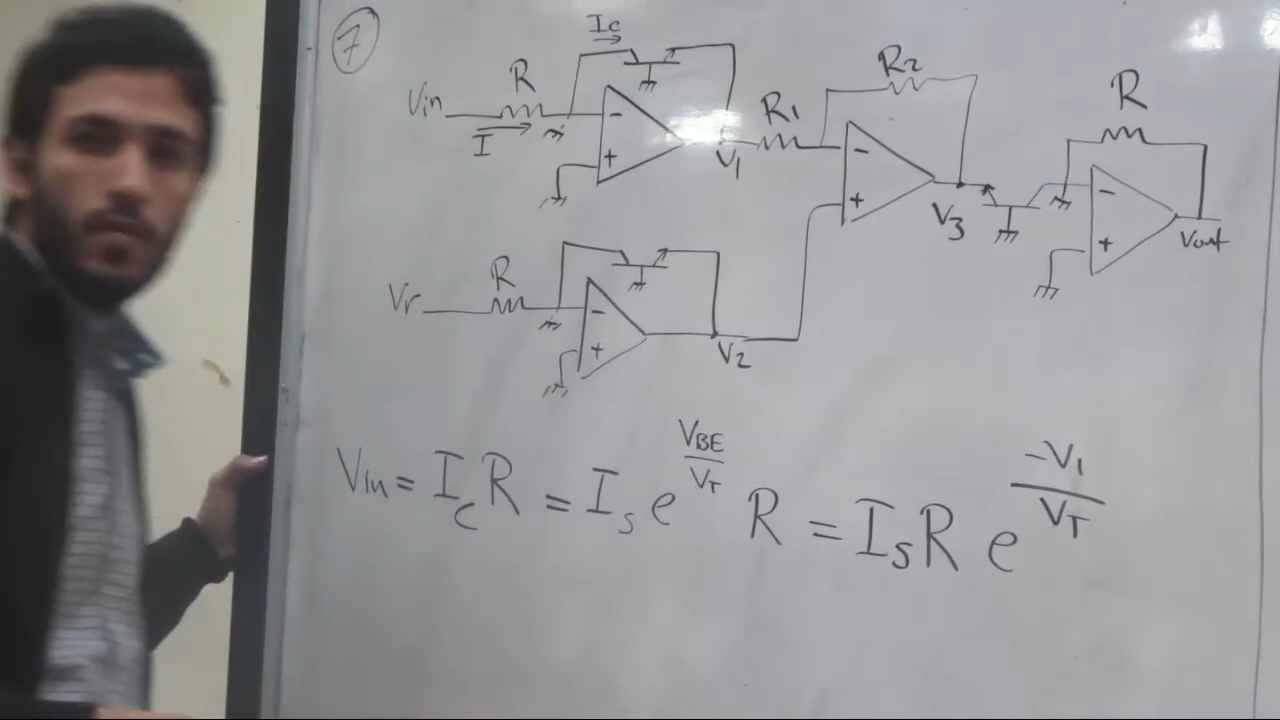 7
Ic
R
Vin
I
- +
V1
R1
R2
- +
V3
R
- +
Vout
R
Vr
- +
V2
Vin = IcR = Is e^(VBE/VT) R = IsR e^(-V1/VT)